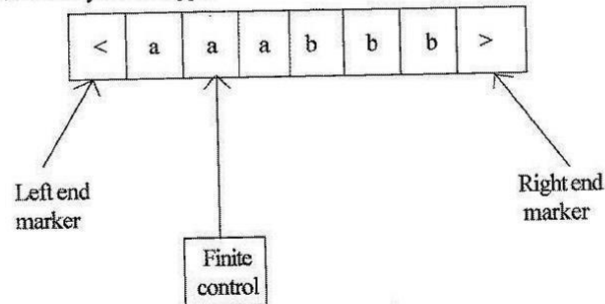 < a a a b b b >
Left end
marker
Right end
marker
Finite
control